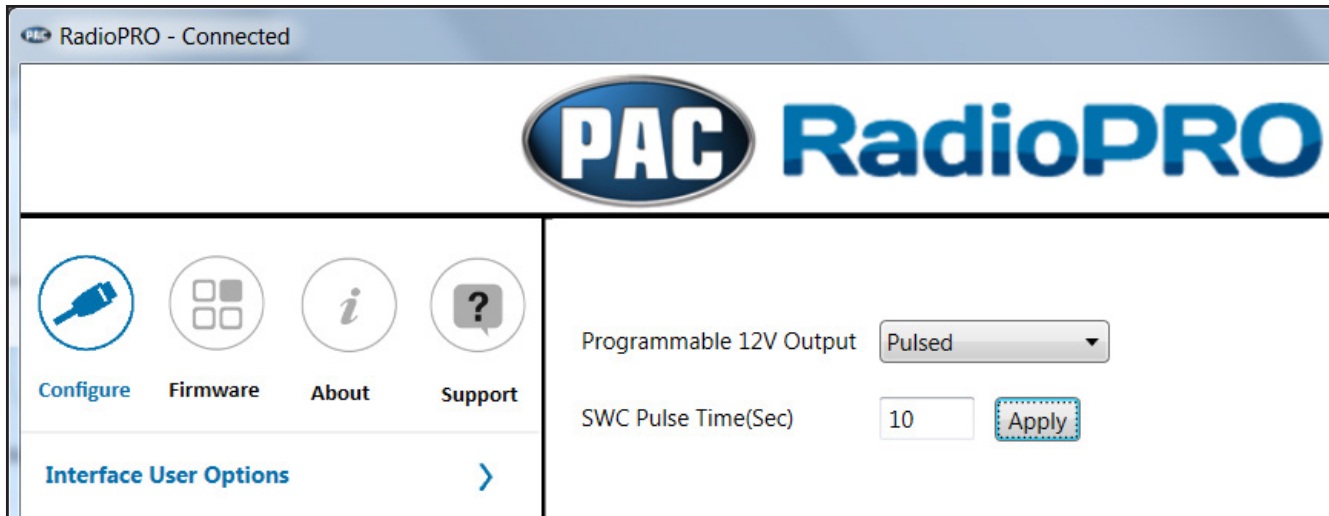 RadioPRO - Connected
PAC RadioPRO
Configure Firmware About Support
Interface User Options
Programmable 12V Output Pulsed
SWC Pulse Time(Sec) 10 Apply